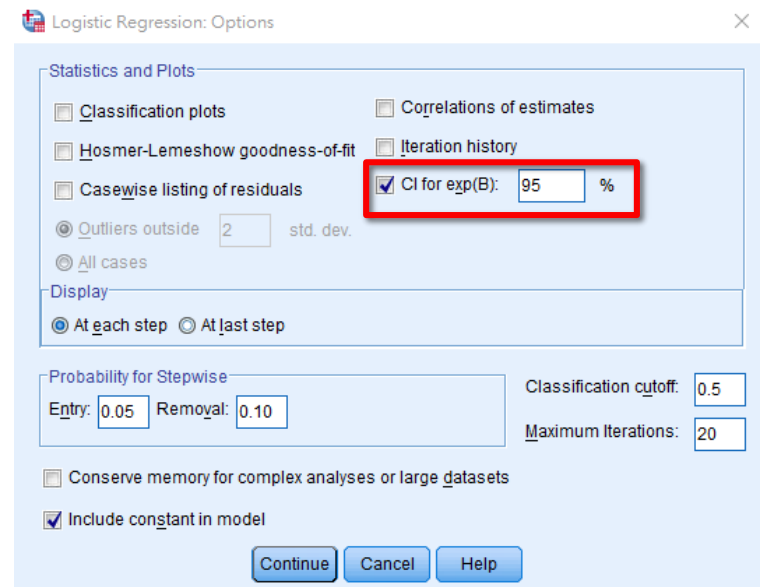 Logistic Regression: Options
Statistics and Plots
Classification plots
Correlations of estimates
Hosmer-Lemeshow goodness-of-fit
Iteration history
Casewise listing of residuals
CI for exp(B): 95 %
Outliers outside 2 std. dev.
All cases
Display
At each step At last step
Probability for Stepwise
Entry: 0.05 Removal: 0.10
Classification cutoff: 0.5
Maximum Iterations: 20
Conserve memory for complex analyses or large datasets
Include constant in model
Continue Cancel Help